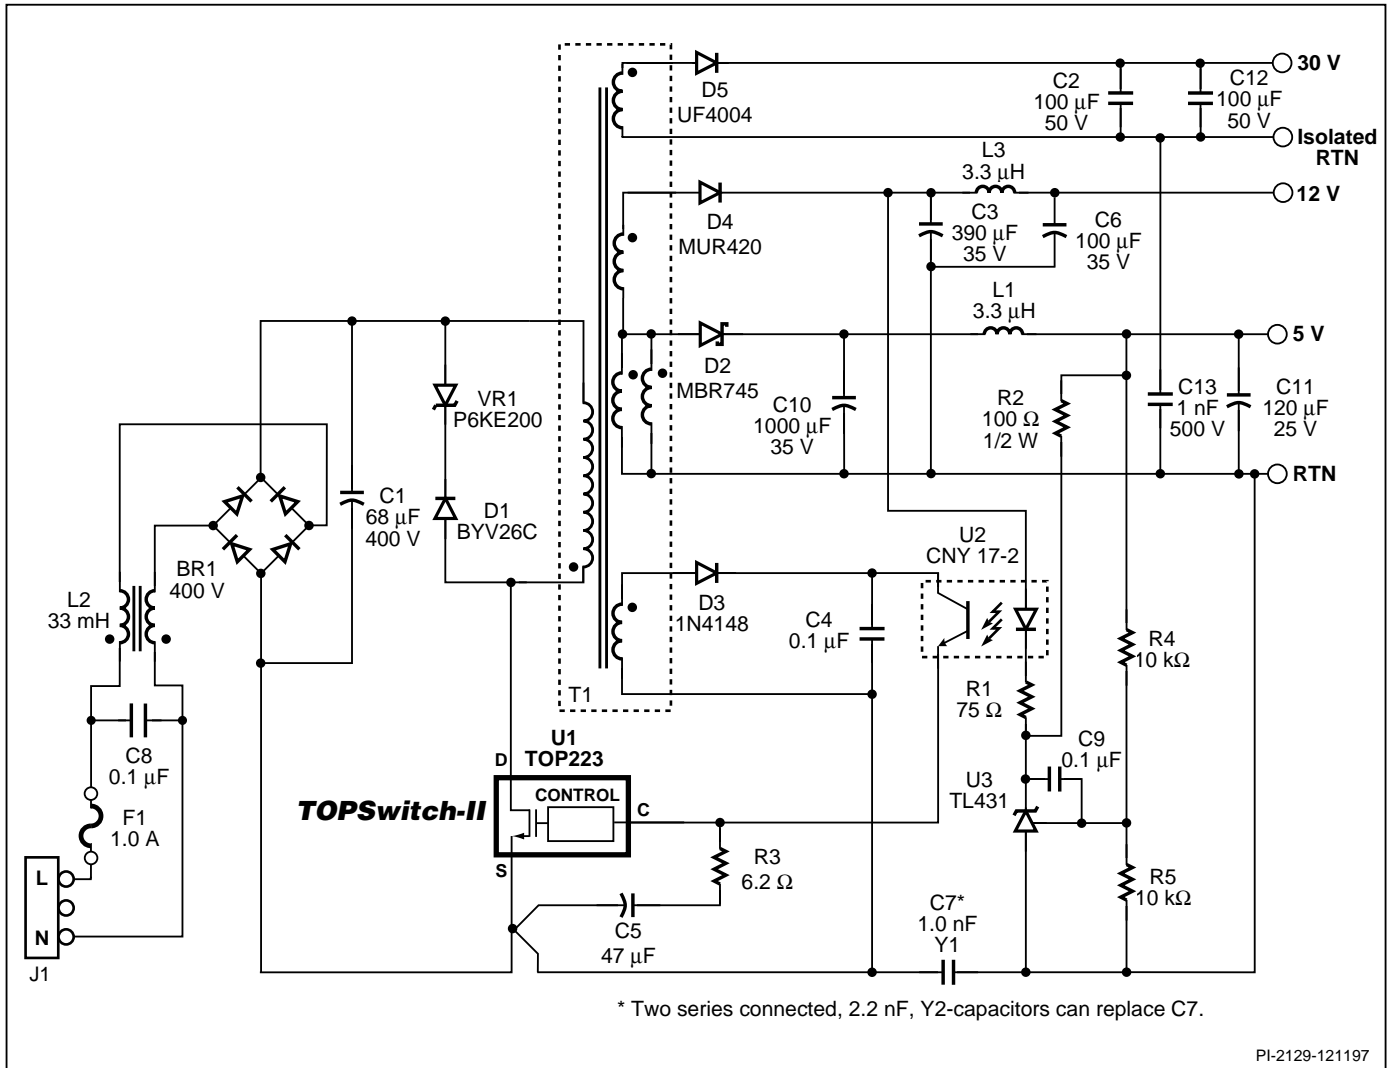 30 V
D5
UF4004
C2
100 µF
50 V
C12
100 µF
50 V
Isolated
RTN
L3
3.3 µH
12 V
D4
MUR420
C3
390 µF
35 V
C6
100 µF
35 V
L1
3.3 µH
5 V
D2
MBR745
C10
1000 µF
35 V
R2
100 Ω
1/2 W
C13
1 nF
500 V
C11
120 µF
25 V
RTN
VR1
P6KE200
C1
68 µF
400 V
D1
BYV26C
BR1
400 V
L2
33 mH
C8
0.1 µF
F1
1.0 A
L
N
J1
T1
D3
1N4148
C4
0.1 µF
U2
CNY 17-2
R1
75 Ω
R4
10 kΩ
C9
0.1 µF
U3
TL431
R5
10 kΩ
U1
TOP223
D
TOPSwitch-II
CONTROL
C
S
R3
6.2 Ω
C5
47 µF
C7*
1.0 nF
Y1
* Two series connected, 2.2 nF, Y2-capacitors can replace C7.
PI-2129-121197